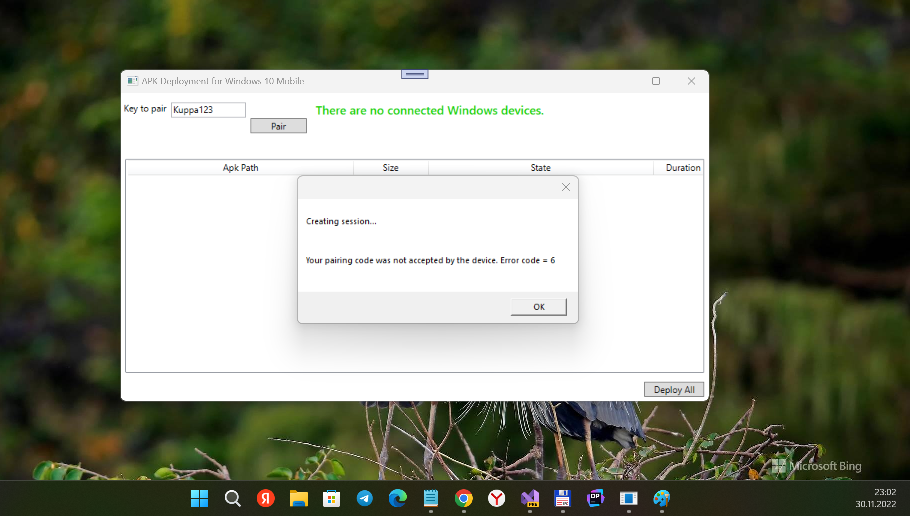 APK Deployment for Windows 10 Mobile
Key to pair Kuppa123
There are no connected Windows devices.
Pair
Apk Path Size State Duration
Creating session...
Your pairing code was not accepted by the device. Error code = 6
OK
Deploy All
Microsoft Bing
Я
Y
DP
PRE
23:02
30.11.2022